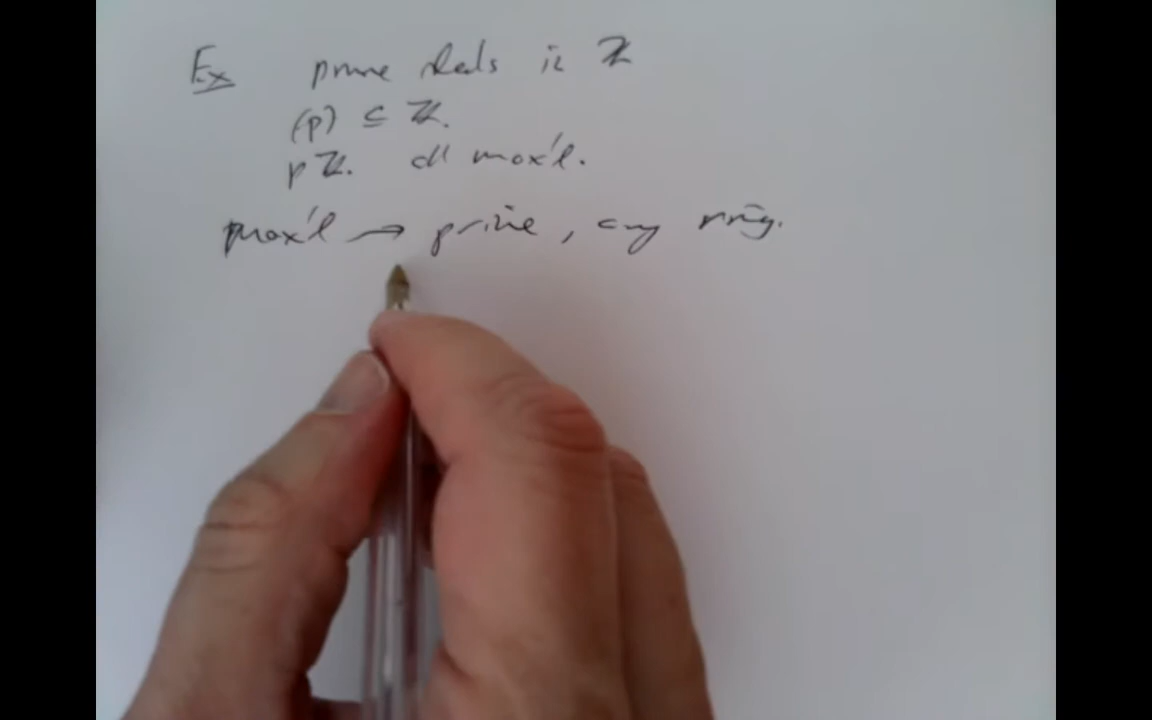 Ex prime ideals in ℤ
(p) ⊆ ℤ.
pℤ. all max'l.
max'l → prime, any ring.